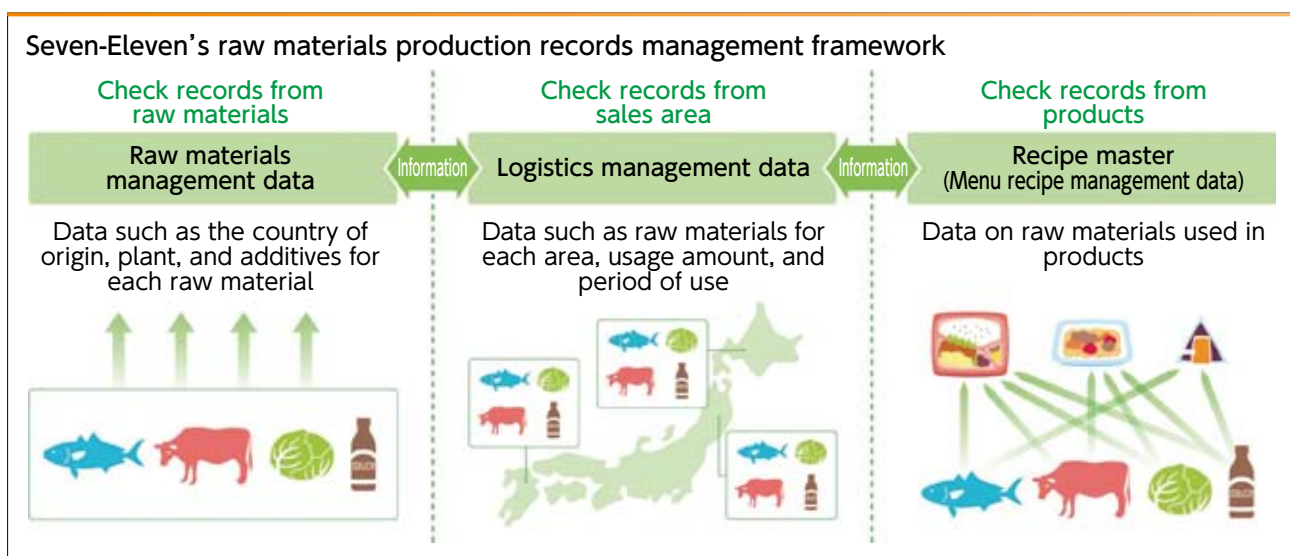 Seven-Eleven's raw materials production records management framework
Check records from
raw materials
Check records from
sales area
Check records from
products
Raw materials
management data
Information
Logistics management data
Information
Recipe master
(Menu recipe management data)
Data such as the country of
origin, plant, and additives for
each raw material
Data such as raw materials for
each area, usage amount, and
period of use
Data on raw materials used in
products